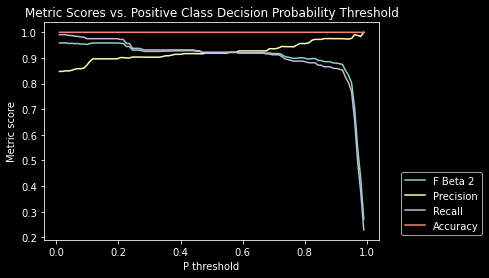 Metric Scores vs. Positive Class Decision Probability Threshold
1.0
0.9
0.8
0.7
0.6
0.5
0.4
0.3
0.2
Metric score
0.0 0.2 0.4 0.6 0.8 1.0
P threshold
F Beta 2
Precision
Recall
Accuracy